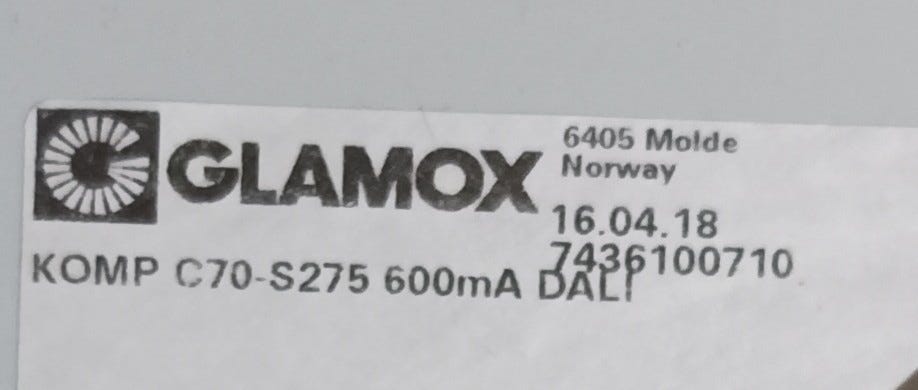 GLAMOX
6405 Molde
Norway
16.04.18
7436100710
KOMP C70-S275 600mA DALI